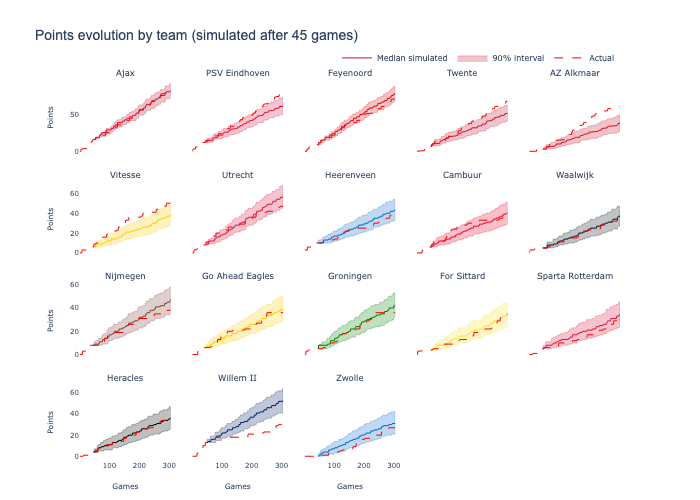 Points evolution by team (simulated after 45 games)
Median simulated 90% interval Actual
Ajax PSV Eindhoven Feyenoord Twente AZ Alkmaar
Points
50
0
Vitesse Utrecht Heerenveen Cambuur Waalwijk
Points
60
40
20
0
Nijmegen Go Ahead Eagles Groningen For Sittard Sparta Rotterdam
Points
60
40
20
0
Heracles Willem II Zwolle
Points
60
40
20
0
100 200 300 100 200 300 100 200 300
Games Games Games